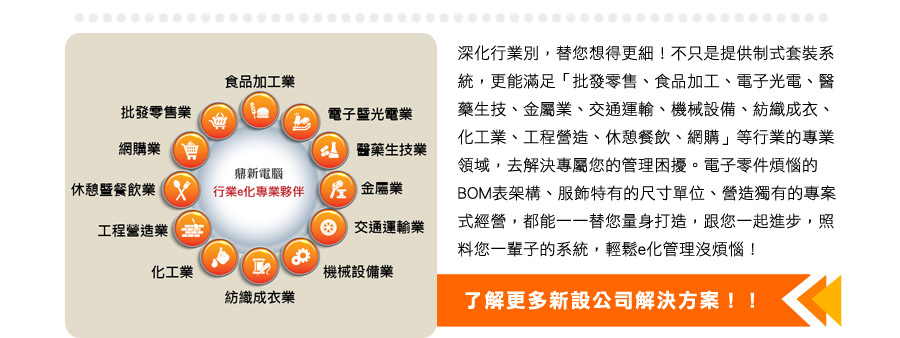 食品加工業
批發零售業
電子暨光電業
網購業
醫藥生技業
鼎新電腦
行業e化專業夥伴
休憩暨餐飲業
金屬業
工程營造業
交通運輸業
化工業
機械設備業
紡織成衣業
深化行業別，替您想得更細！不只是提供制式套裝系
統，更能滿足「批發零售、食品加工、電子光電、醫
藥生技、金屬業、交通運輸、機械設備、紡織成衣、
化工業、工程營造、休憩餐飲、網購」等行業的專業
領域，去解決專屬您的管理困擾。電子零件煩惱的
BOM表架構、服飾特有的尺寸單位、營造獨有的專案
式經營，都能一一替您量身打造，跟您一起進步，照
料您一輩子的系統，輕鬆e化管理沒煩惱！
了解更多新設公司解決方案！！